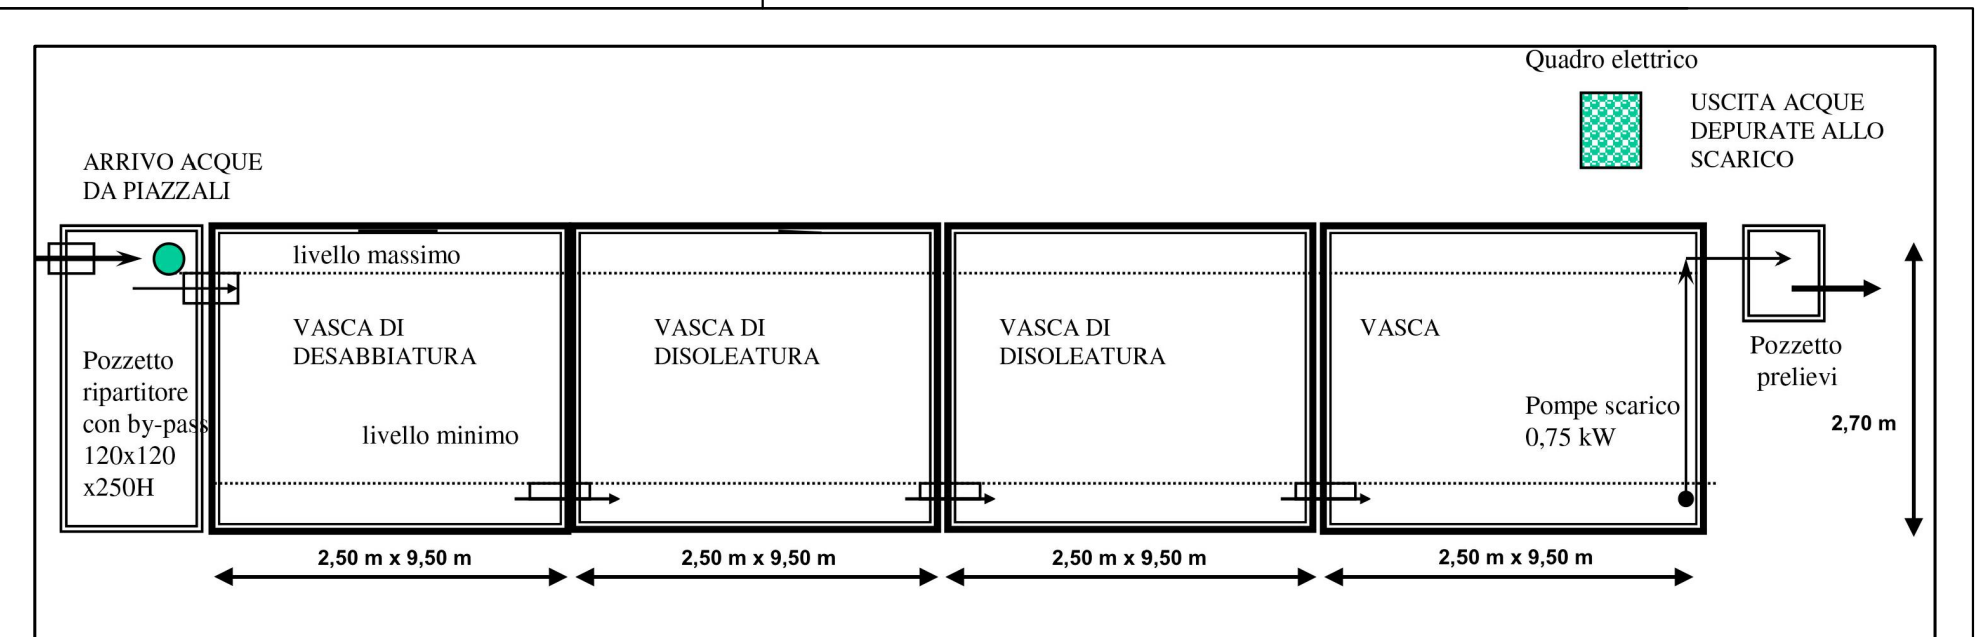 Quadro elettrico
USCITA ACQUE
DEPURATE ALLO
SCARICO
ARRIVO ACQUE
DA PIAZZALI
livello massimo
VASCA DI
DESABBIATURA
VASCA DI
DISOLEATURA
VASCA DI
DISOLEATURA
VASCA
Pozzetto
ripartitore
con by-pass
120x120
x250H
livello minimo
Pompe scarico
0,75 kW
Pozzetto
prelievi
2,70 m
2,50 m x 9,50 m
2,50 m x 9,50 m
2,50 m x 9,50 m
2,50 m x 9,50 m